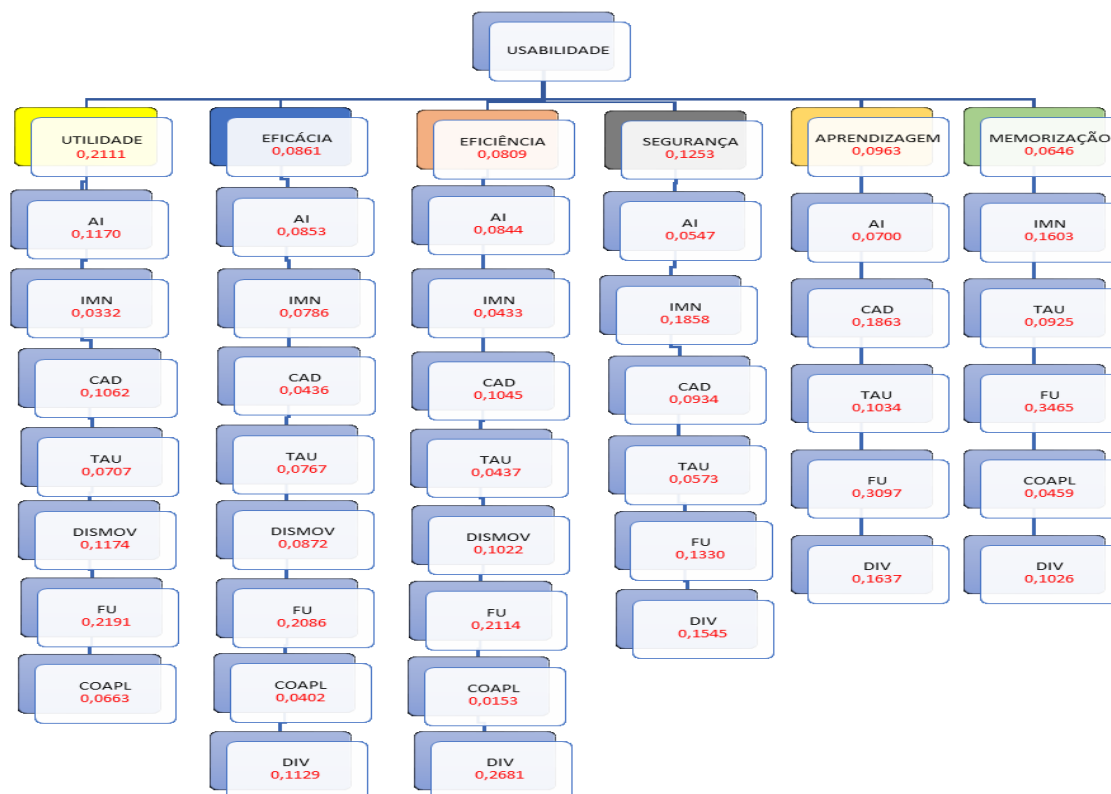 USABILIDADE
UTILIDADE
0,2111
AI
0,1170
IMN
0,0332
CAD
0,1062
TAU
0,0707
DISMOV
0,1174
FU
0,2191
COAPL
0,0663
EFICÁCIA
0,0861
AI
0,0853
IMN
0,0786
CAD
0,0436
TAU
0,0767
DISMOV
0,0872
FU
0,2086
COAPL
0,0402
DIV
0,1129
EFICIÊNCIA
0,0809
AI
0,0844
IMN
0,0433
CAD
0,1045
TAU
0,0437
DISMOV
0,1022
FU
0,2114
COAPL
0,0153
DIV
0,2681
SEGURANÇA
0,1253
AI
0,0547
IMN
0,1858
CAD
0,0934
TAU
0,0573
FU
0,1330
DIV
0,1545
APRENDIZAGEM
0,0963
AI
0,0700
CAD
0,1863
TAU
0,1034
FU
0,3097
DIV
0,1637
MEMORIZAÇÃO
0,0646
IMN
0,1603
TAU
0,0925
FU
0,3465
COAPL
0,0459
DIV
0,1026